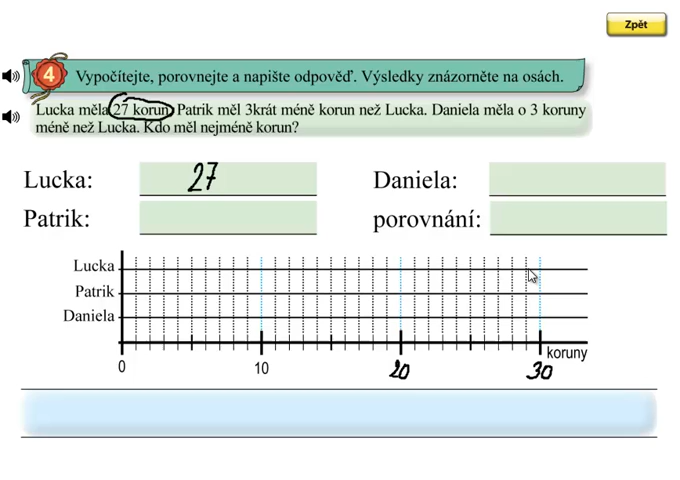 Zpět
4 Vypočítejte, porovnejte a napište odpověď. Výsledky znázorněte na osách.
Lucka měla 27 korun. Patrik měl 3krát méně korun než Lucka. Daniela měla o 3 koruny
méně než Lucka. Kdo měl nejméně korun?
Lucka: 27 Daniela:
Patrik: porovnání:
Lucka
Patrik
Daniela
koruny
0 10 20 30